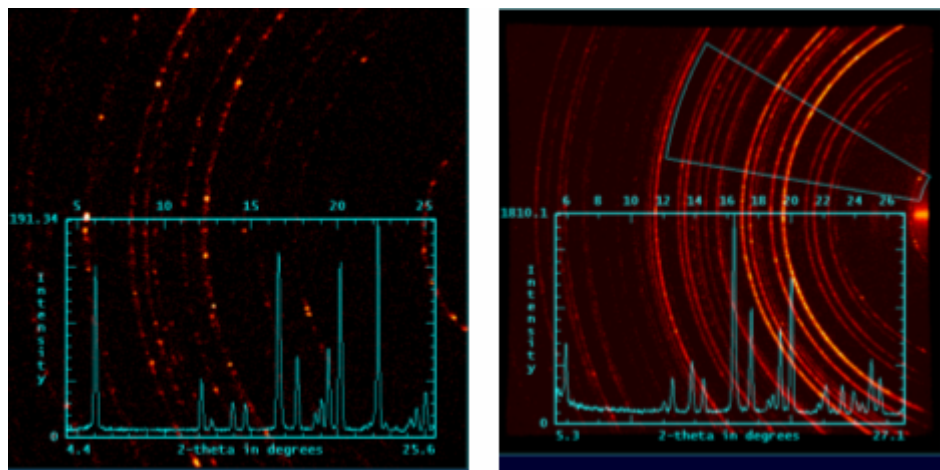 5 10 15 20 25
191.34
Intensity
0
4.4 2-theta in degrees 25.6
6 8 10 12 14 16 18 20 22 24 26
1810.1
Intensity
0
5.3 2-theta in degrees 27.1